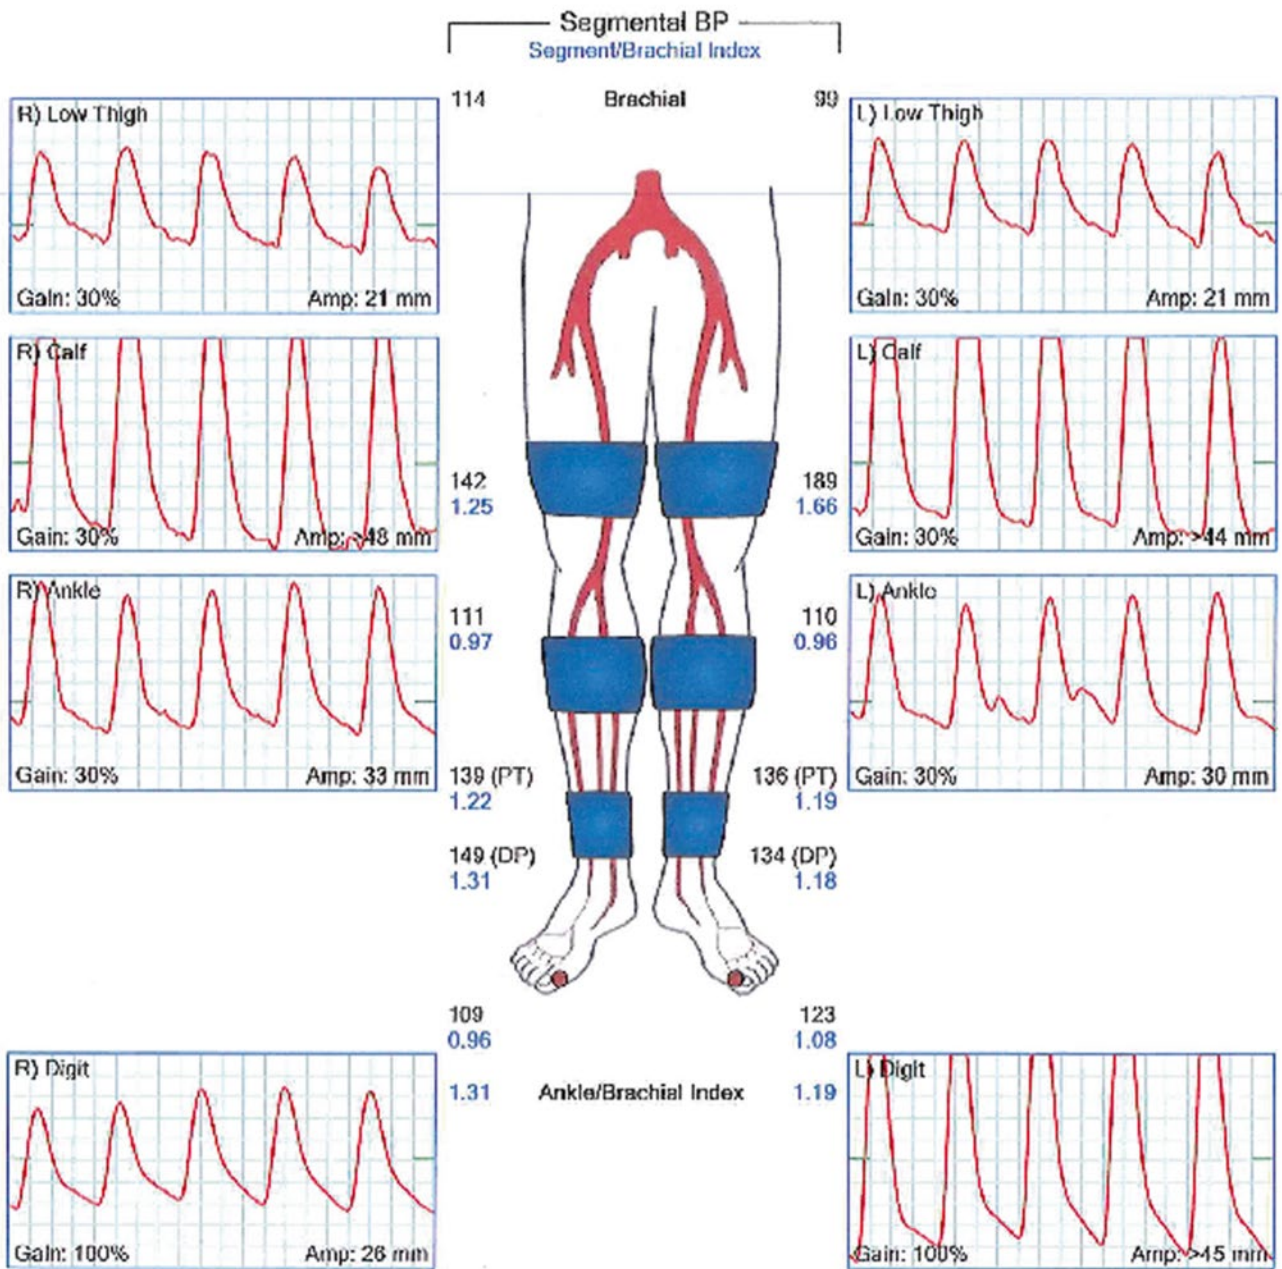 Segmental BP
Segment/Brachial Index
114 Brachial 99
R) Low Thigh
Gain: 30% Amp: 21 mm
L) Low Thigh
Gain: 30% Amp: 21 mm
R) Calf
Gain: 30% Amp: >48 mm
142
1.25
189
1.66
L) Calf
Gain: 30% Amp: >44 mm
R) Ankle
Gain: 30% Amp: 33 mm
111
0.97
110
0.96
L) Ankle
Gain: 30% Amp: 30 mm
139 (PT)
1.22
136 (PT)
1.19
149 (DP)
1.31
134 (DP)
1.18
109
0.96
123
1.08
1.31 Ankle/Brachial Index 1.19
R) Digit
Gain: 100% Amp: 26 mm
L) Digit
Gain: 100% Amp: >45 mm